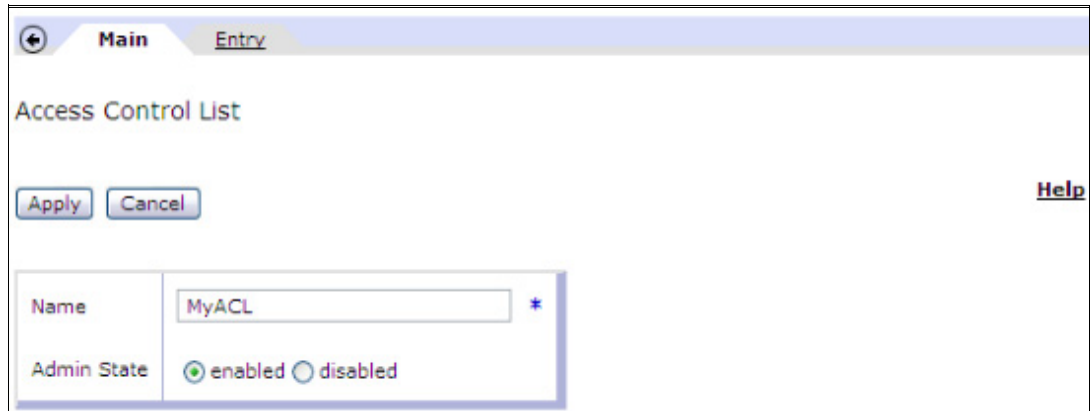 Main Entry
Access Control List
Apply Cancel Help
Name MyACL *
Admin State enabled disabled